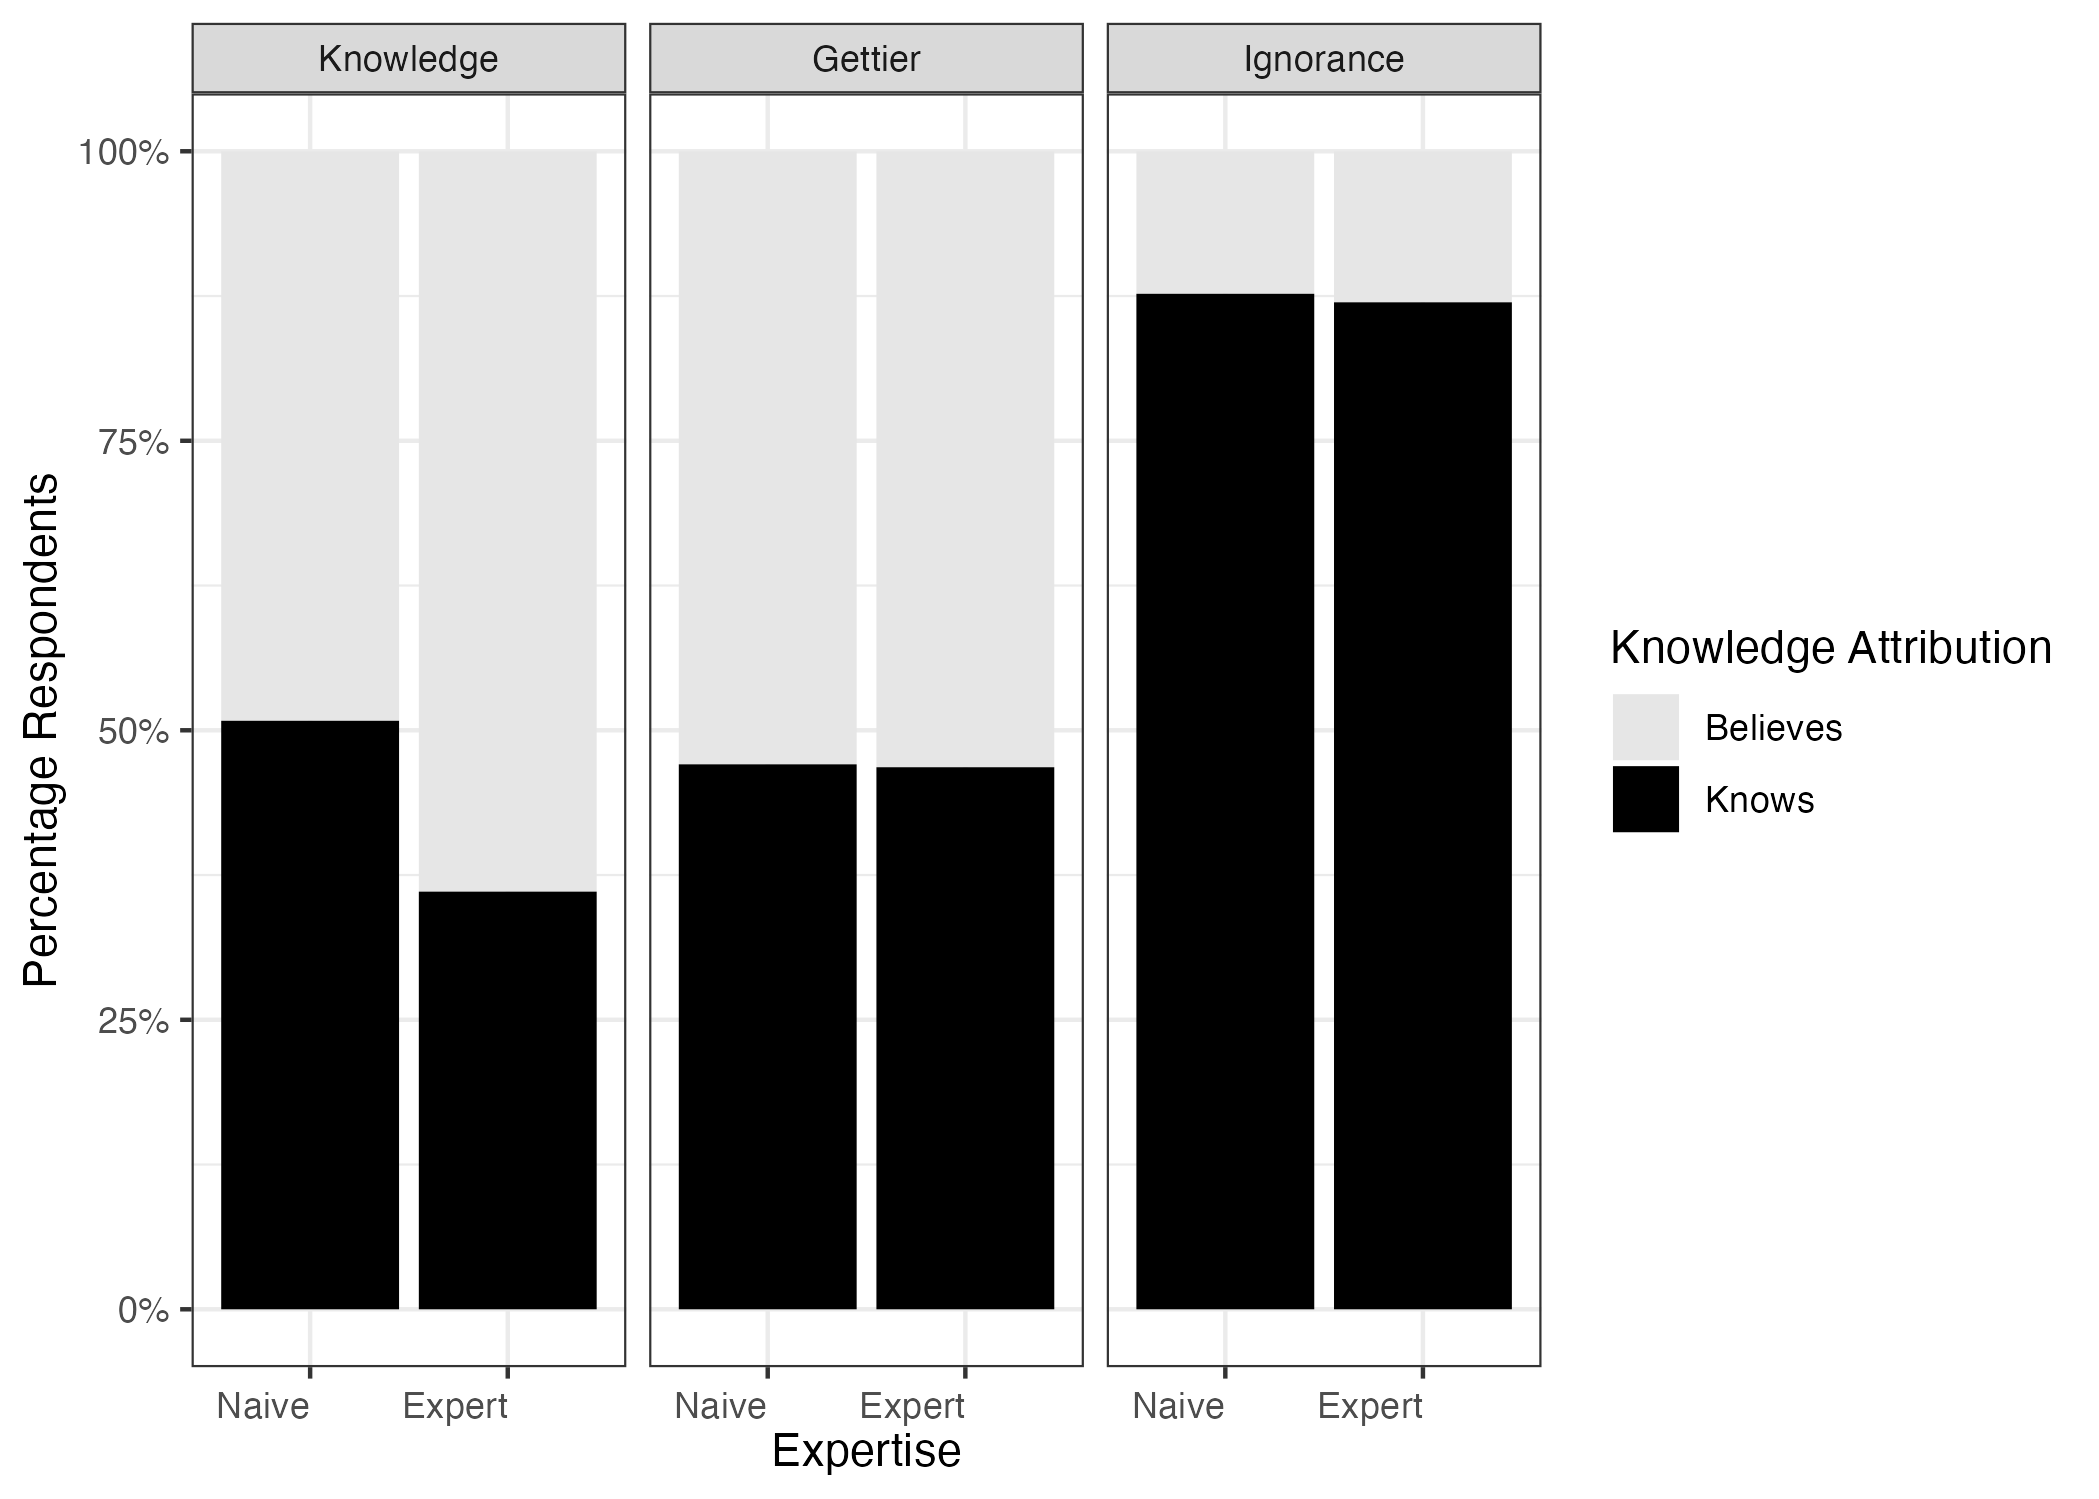 Knowledge
Gettier
Ignorance
100%
75%
50%
25%
0%
Percentage Respondents
Naive
Expert
Naive
Expert
Naive
Expert
Expertise
Knowledge Attribution
Believes
Knows